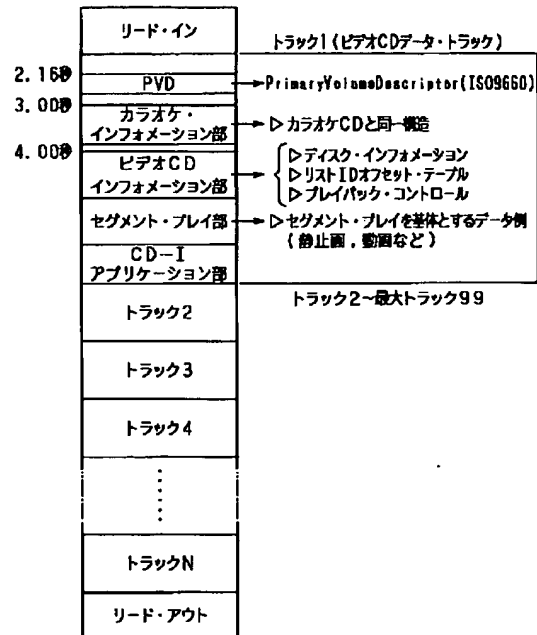 リード・イン
トラック1(ビデオCDデータ・トラック)
2.16秒
PVD
PrimaryVolumeDescriptor(ISO9660)
3.00秒
カラオケ・
インフォメーション部
▷カラオケCDと同一構造
4.00秒
ビデオCD
インフォメーション部
▷ディスク・インフォメーション
▷リストIDオフセット・テーブル
▷プレイパック・コントロール
セグメント・プレイ部
▷セグメント・プレイを基体とするデータ例
(静止画,動画など)
CD-I
アプリケーション部
トラック2~最大トラック99
トラック2
トラック3
トラック4
トラックN
リード・アウト